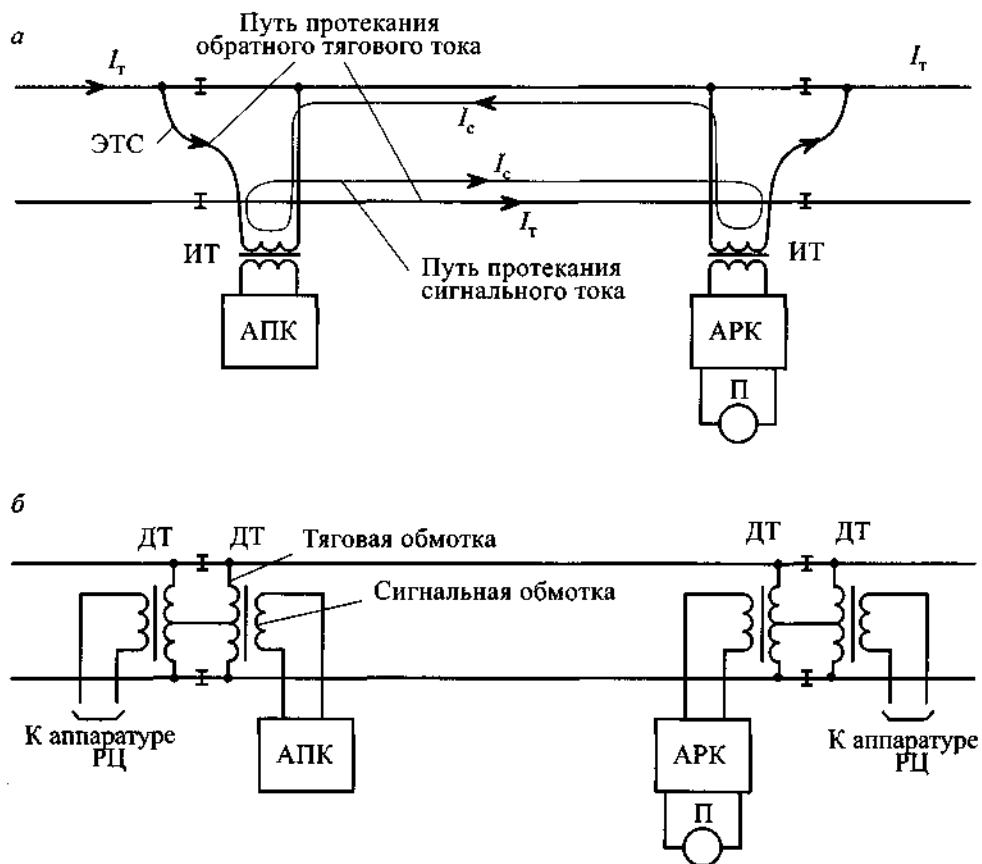 а
Путь протекания
обратного тягового тока
Iт
Iт
Iс
ЭТС
Iс
Iт
ИТ
ИТ
Путь протекания
сигнального тока
АПК
АРК
П
б
ДТ
ДТ
Тяговая обмотка
ДТ
ДТ
Сигнальная обмотка
К аппаратуре
РЦ
АПК
АРК
К аппаратуре
РЦ
П